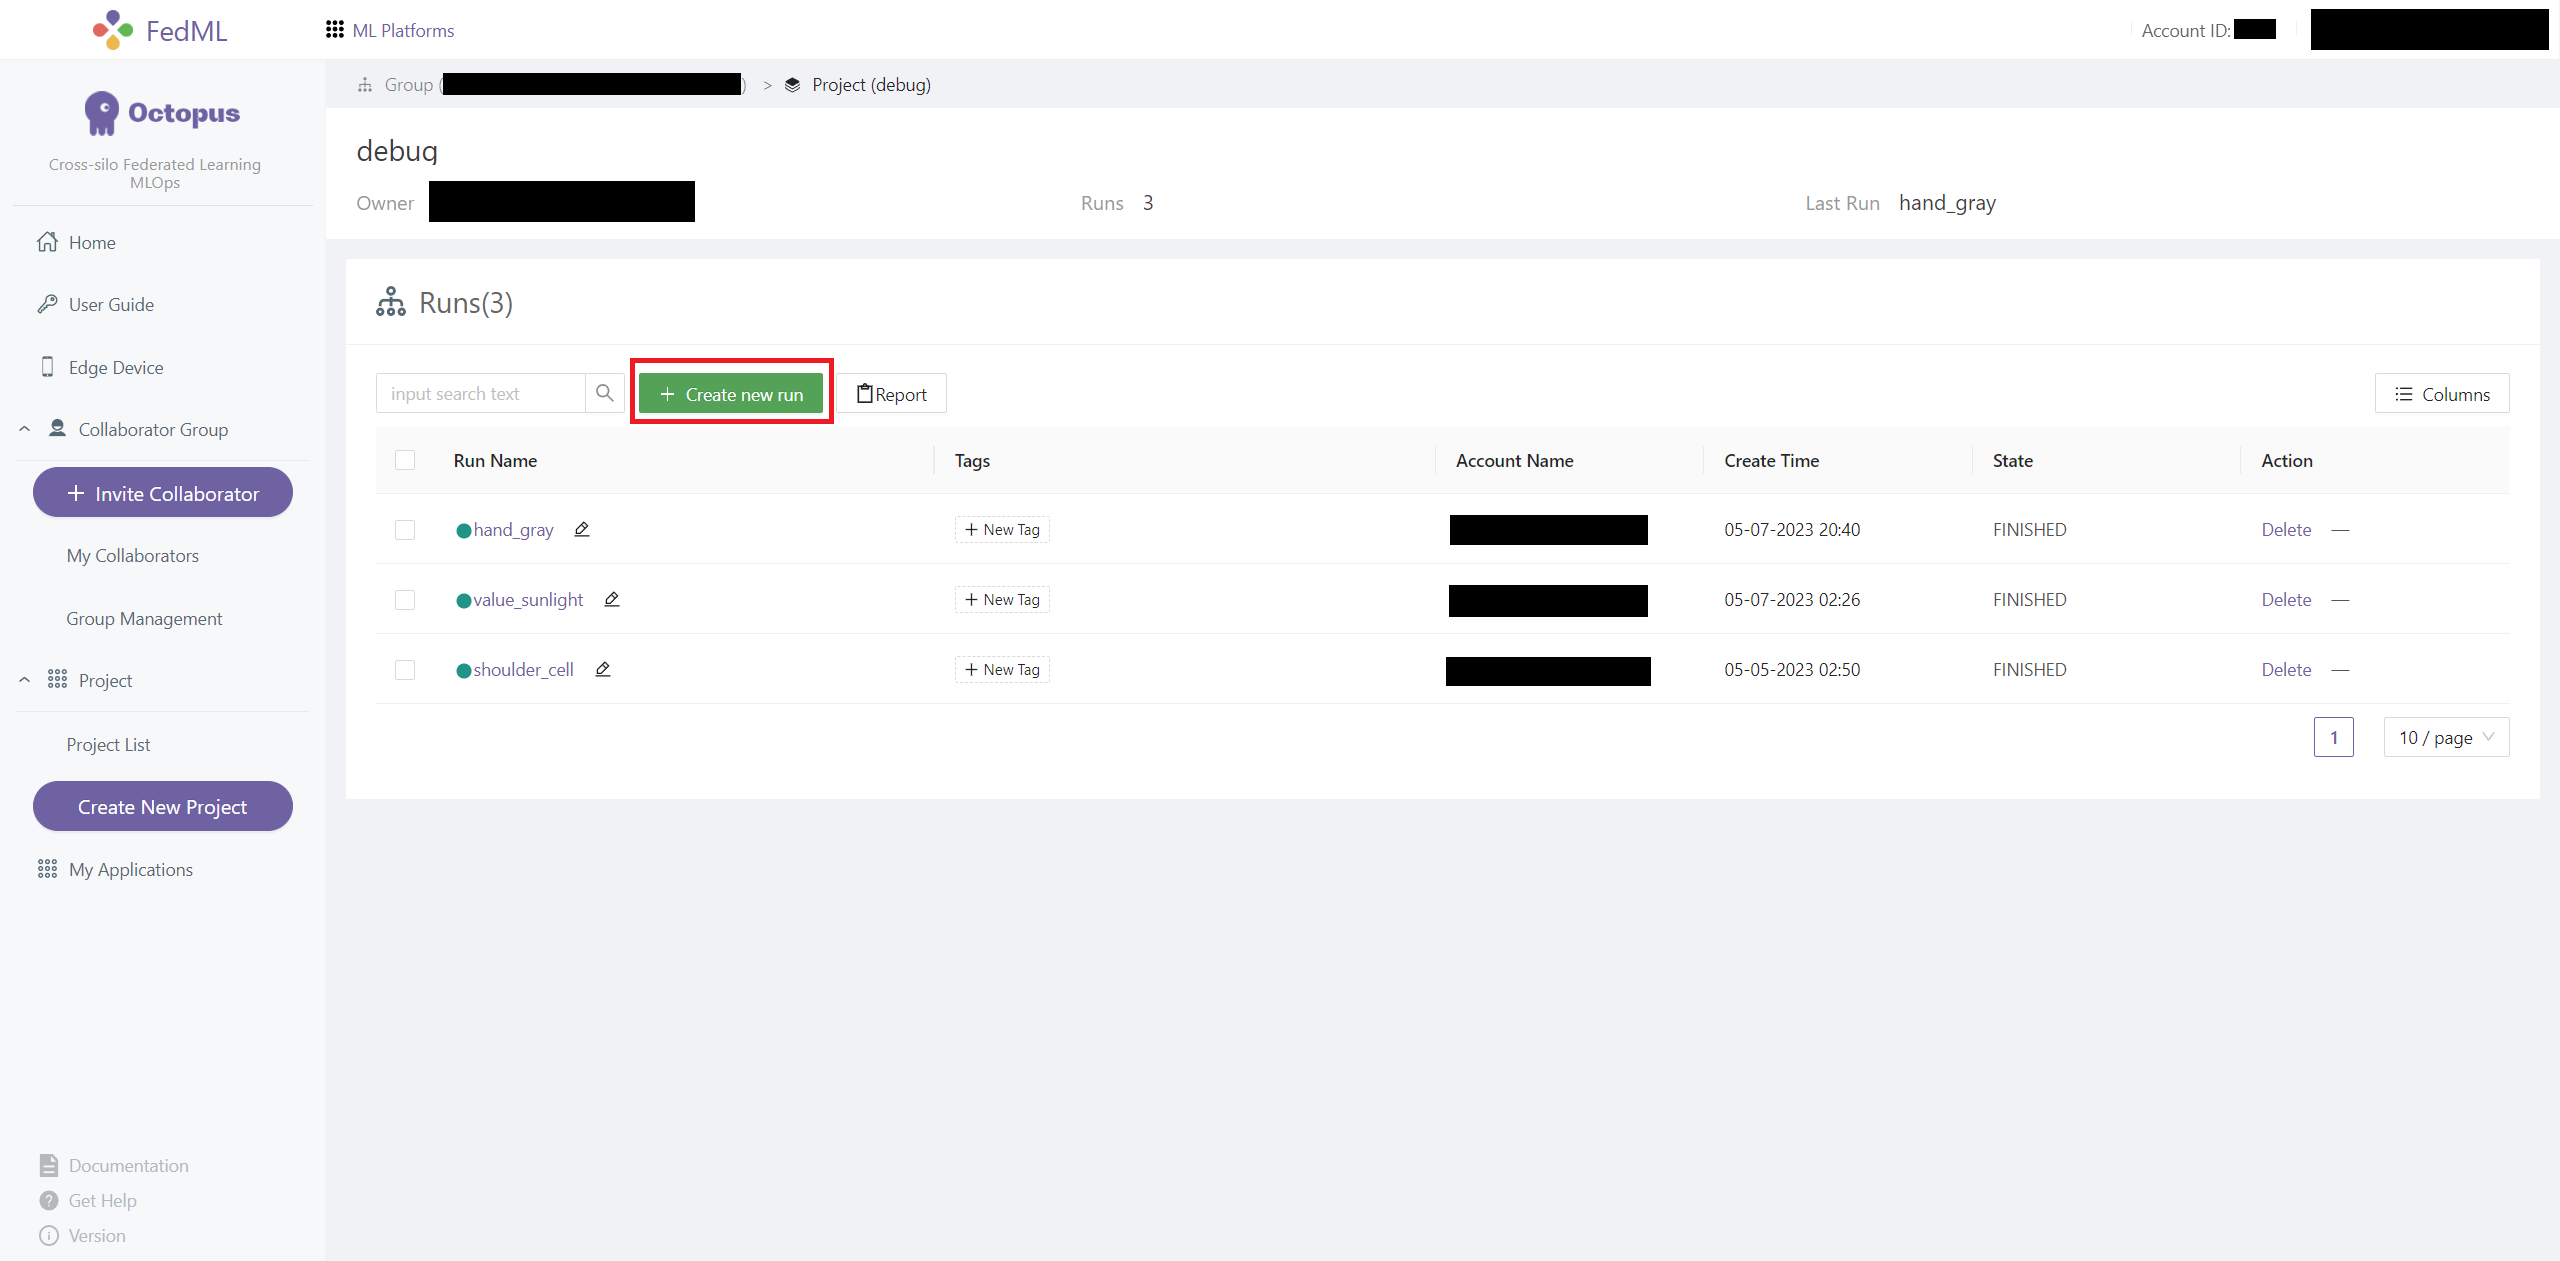 FedML
ML Platforms
Account ID:
Group ( ) > Project (debug)
Octopus
Cross-silo Federated Learning
MLOps
Home
User Guide
Edge Device
Collaborator Group
+ Invite Collaborator
My Collaborators
Group Management
Project
Project List
Create New Project
My Applications
Documentation
Get Help
Version
debug
Owner
Runs 3
Last Run hand_gray
Runs(3)
input search text
+ Create new run
Report
Columns
Run Name Tags Account Name Create Time State Action
hand_gray + New Tag 05-07-2023 20:40 FINISHED Delete —
value_sunlight + New Tag 05-07-2023 02:26 FINISHED Delete —
shoulder_cell + New Tag 05-05-2023 02:50 FINISHED Delete —
1 10 / page